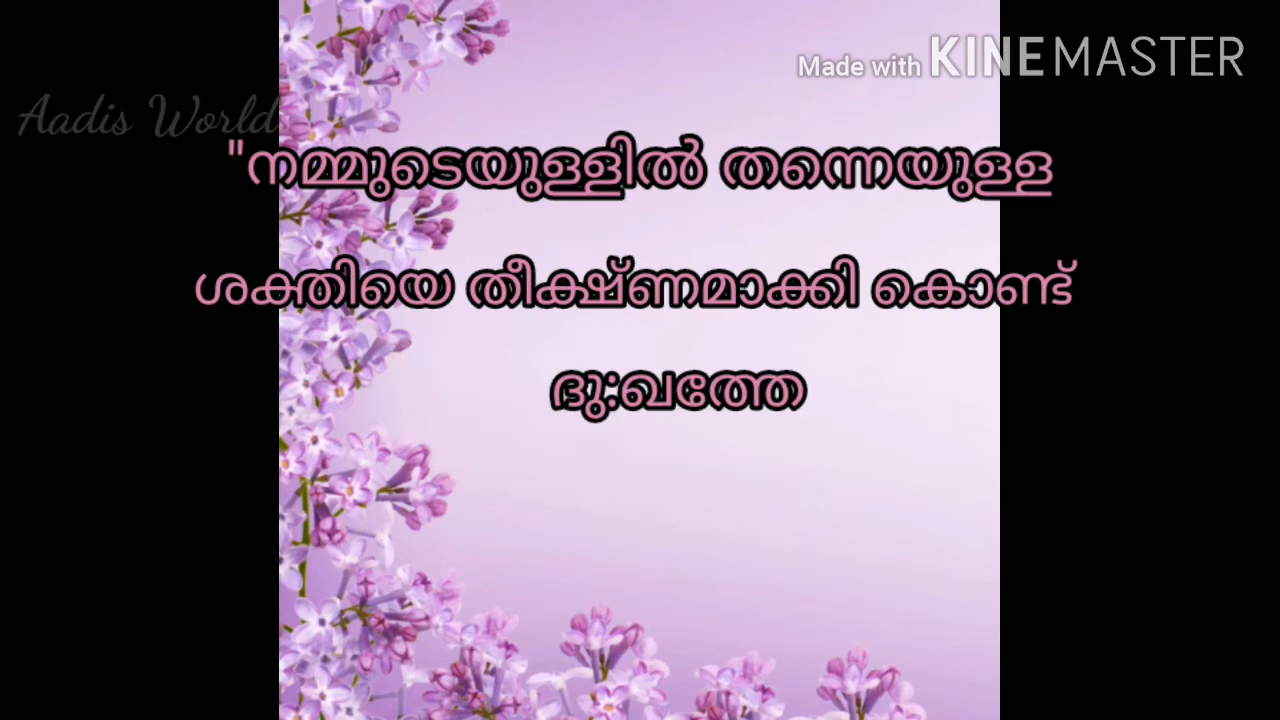 Made with KINEMASTER
Aadis World
"നമ്മുടെയുള്ളിൽ തന്നെയുള്ള
ശക്തിയെ തീക്ഷ്ണമാക്കി കൊണ്ട്
ദു:ഖത്തേ